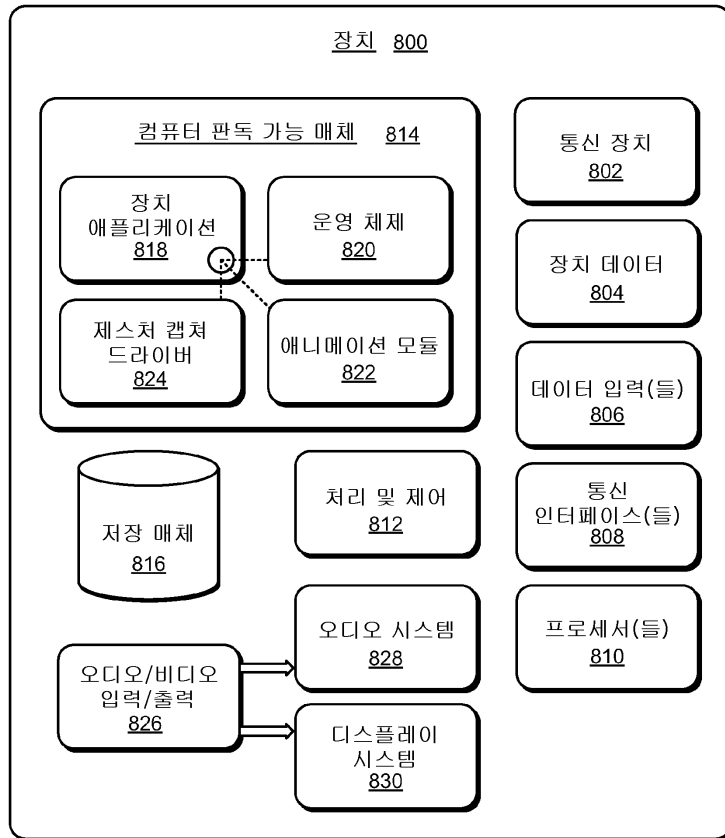 장치 800
컴퓨터 판독 가능 매체 814
장치
애플리케이션
818
운영 체제
820
제스처 캡쳐
드라이버
824
애니메이션 모듈
822
통신 장치
802
장치 데이터
804
데이터 입력(들)
806
통신
인터페이스(들)
808
프로세서(들)
810
처리 및 제어
812
저장 매체
816
오디오/비디오
입력/출력
826
오디오 시스템
828
디스플레이
시스템
830